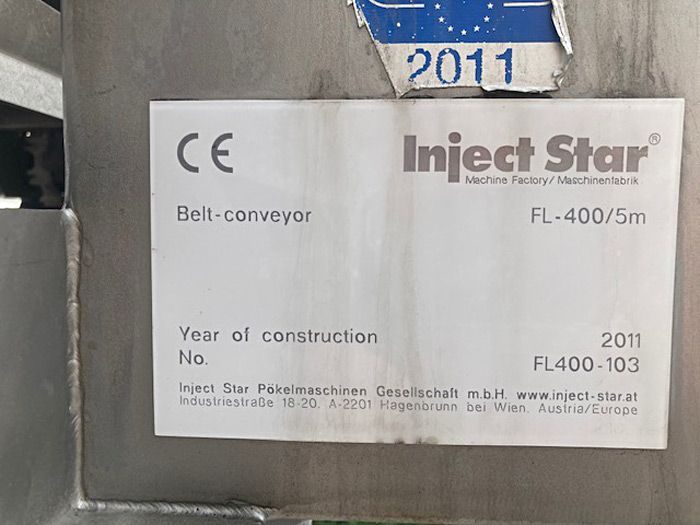 2011
CE
Inject Star®
Machine Factory/Maschinenfabrik
Belt-conveyor FL-400/5m
Year of construction 2011
No. FL400-103
Inject Star Pökelmaschinen Gesellschaft m.b.H. www.inject-star.at
Industriestraße 18-20. A-2201 Hagenbrunn bei Wien. Austria/Europe